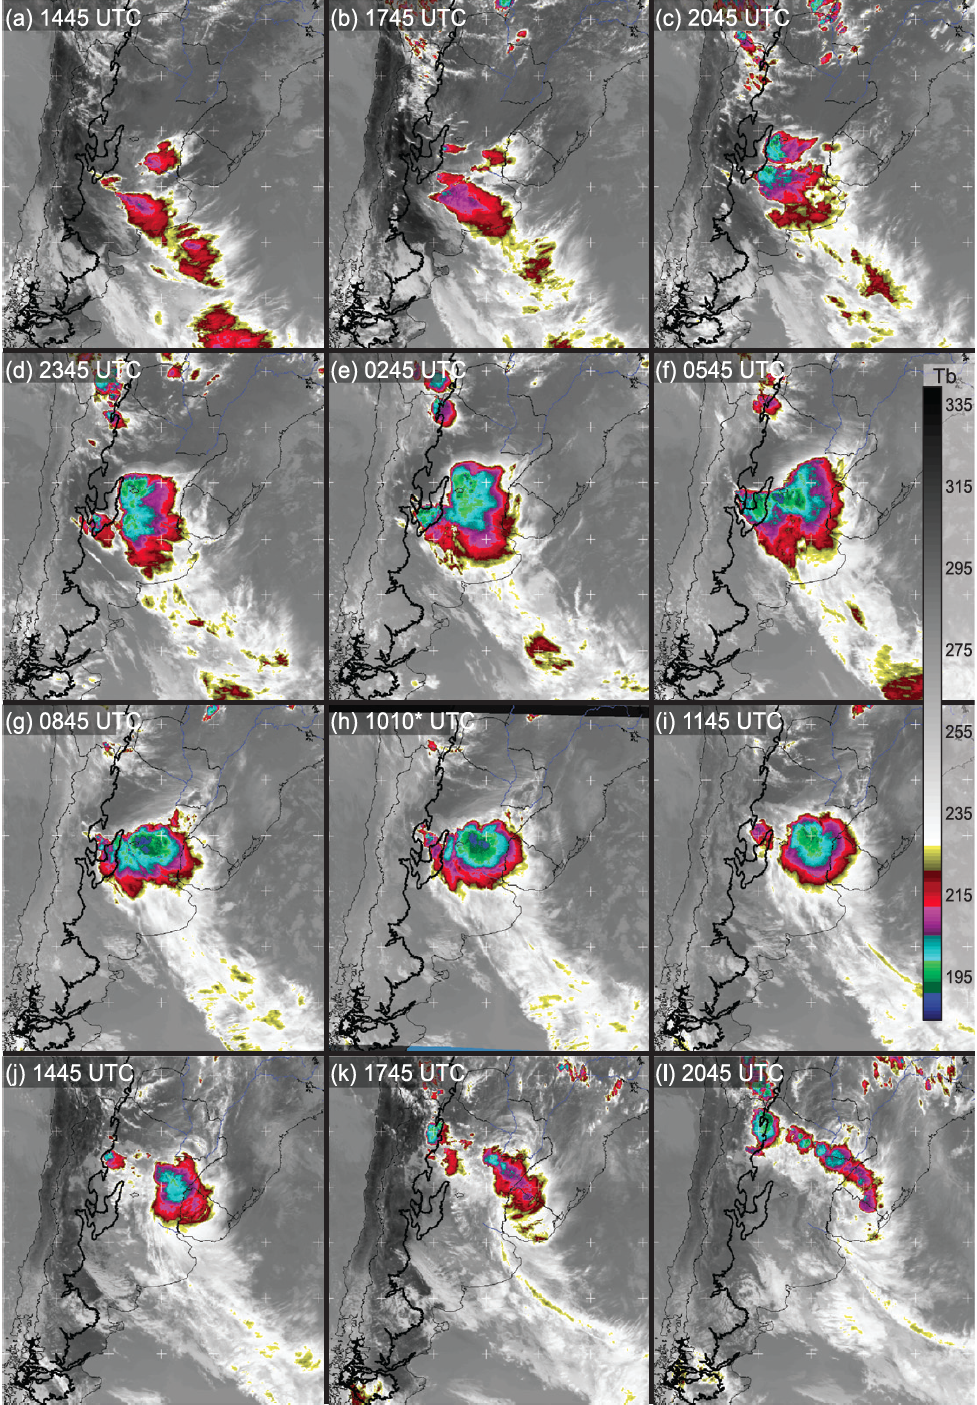 (a) 1445 UTC
(b) 1745 UTC
(c) 2045 UTC
(d) 2345 UTC
(e) 0245 UTC
(f) 0545 UTC
Tb
335
315
295
275
255
235
215
195
(g) 0845 UTC
(h) 1010* UTC
(i) 1145 UTC
(j) 1445 UTC
(k) 1745 UTC
(l) 2045 UTC